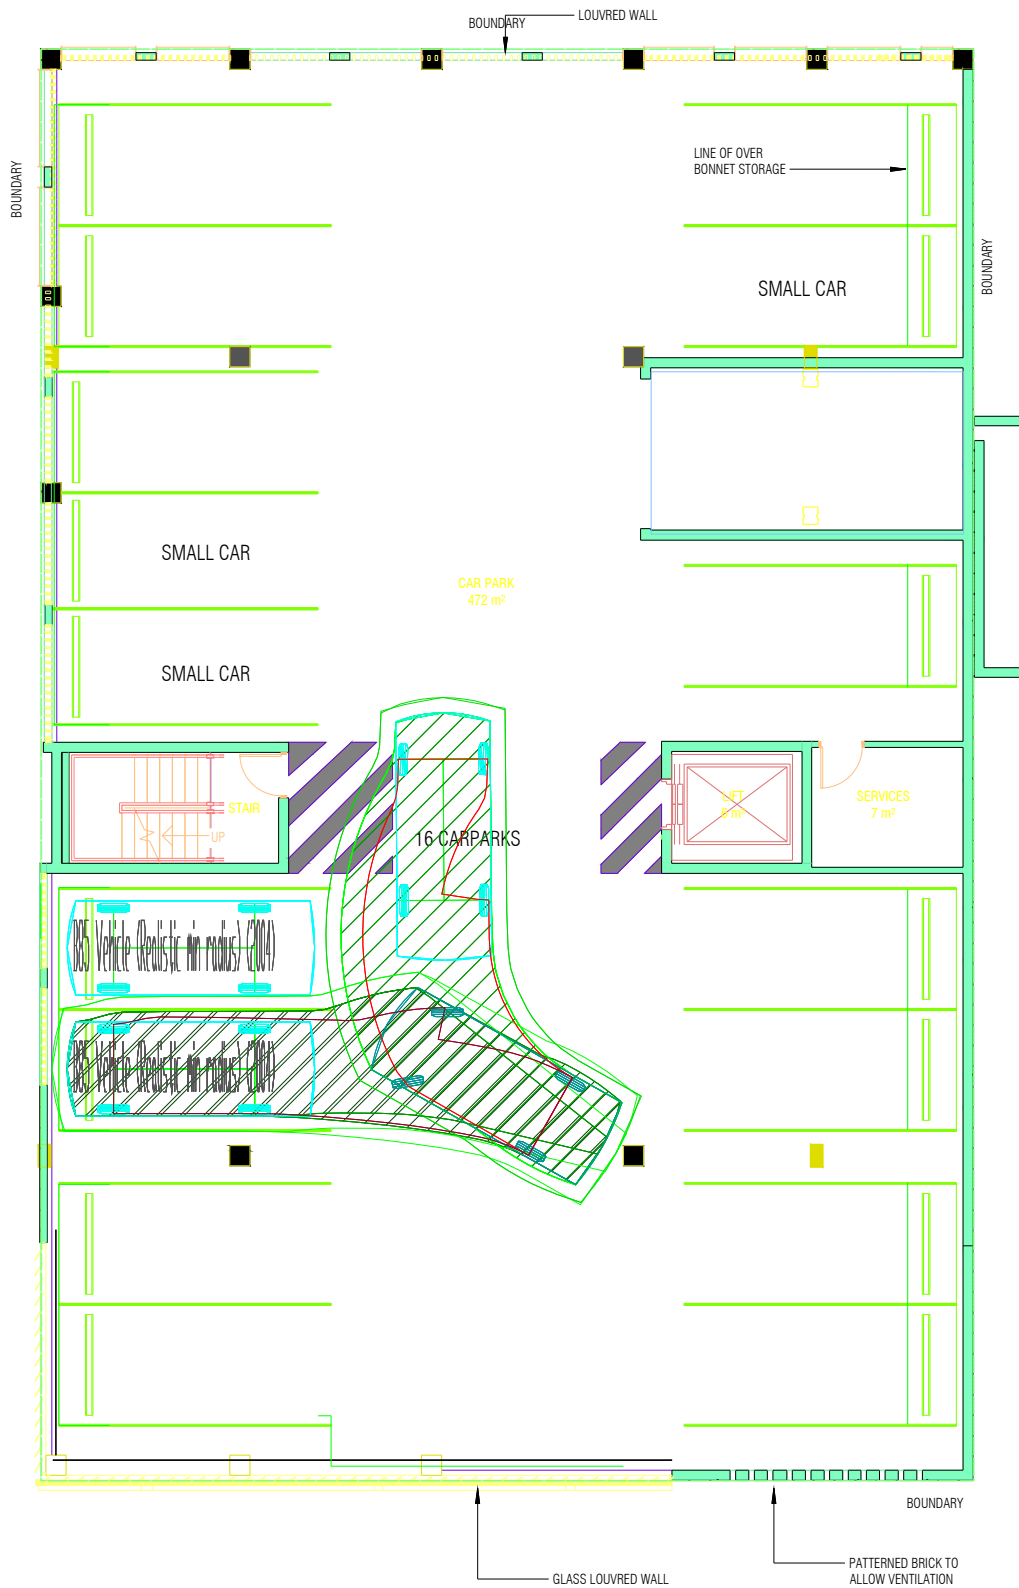 LOUVRED WALL
BOUNDARY
BOUNDARY
LINE OF OVER
BONNET STORAGE
BOUNDARY
SMALL CAR
SMALL CAR
CAR PARK
472 m²
SMALL CAR
STAIR
UP
16 CARPARKS
LIFT
6 m²
SERVICES
7 m²
B85 Vehicle (Realistic min radius) (2004)
B85 Vehicle (Realistic min radius) (2004)
BOUNDARY
GLASS LOUVRED WALL
PATTERNED BRICK TO
ALLOW VENTILATION